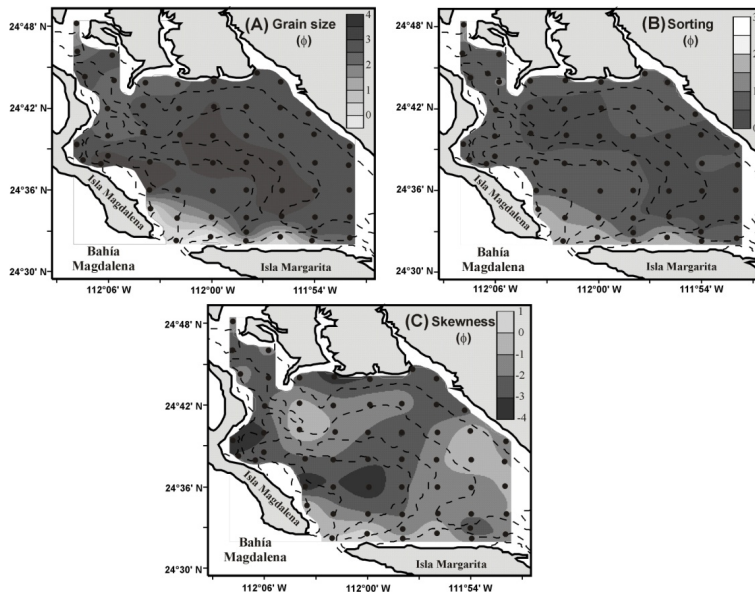 (A) Grain size
(ϕ)
4
3
2
1
0
24°48' N
24°42' N
24°36' N
24°30' N
Isla Magdalena
Bahía
Magdalena
Isla Margarita
112°06' W
112°00' W
111°54' W
(B) Sorting
(ϕ)
24°48' N
24°42' N
24°36' N
24°30' N
Isla Magdalena
Bahía
Magdalena
Isla Margarita
112°06' W
112°00' W
111°54' W
(C) Skewness
(ϕ)
1
0
-1
-2
-3
-4
24°48' N
24°42' N
24°36' N
24°30' N
Isla Magdalena
Bahía
Magdalena
Isla Margarita
112°06' W
112°00' W
111°54' W